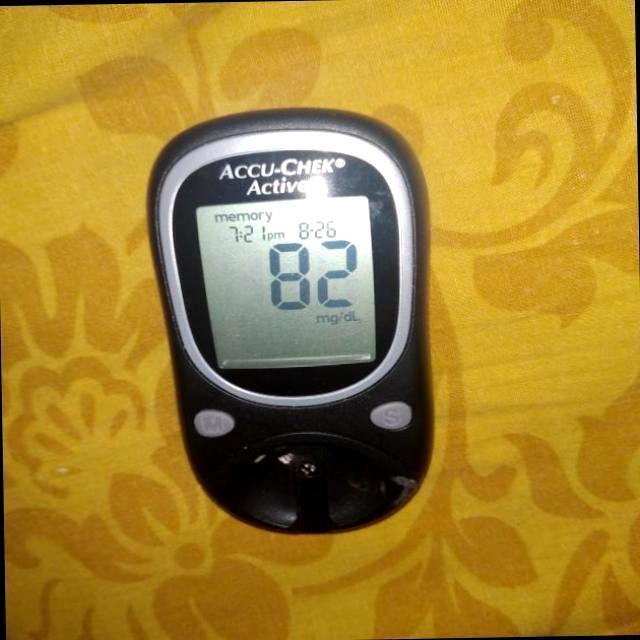 ACCU-CHEK®
Active
memory
7:21pm 8-26
82
mg/dL
M S